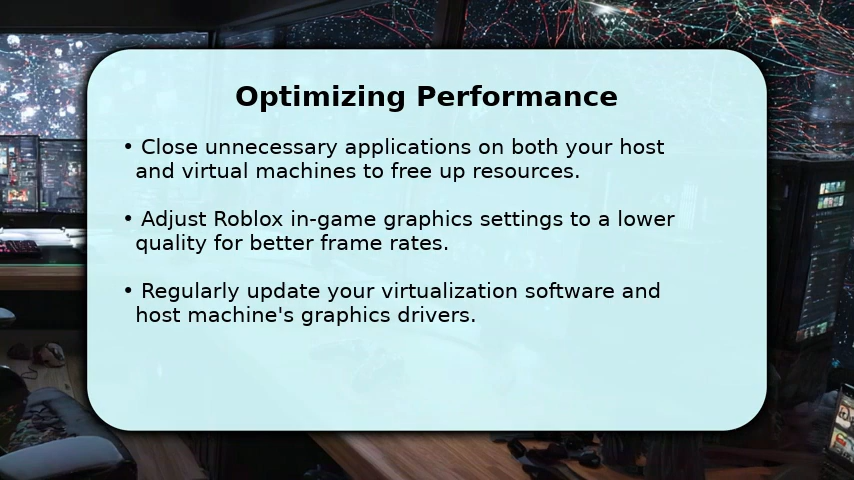 Optimizing Performance
• Close unnecessary applications on both your host
and virtual machines to free up resources.
• Adjust Roblox in-game graphics settings to a lower
quality for better frame rates.
• Regularly update your virtualization software and
host machine's graphics drivers.